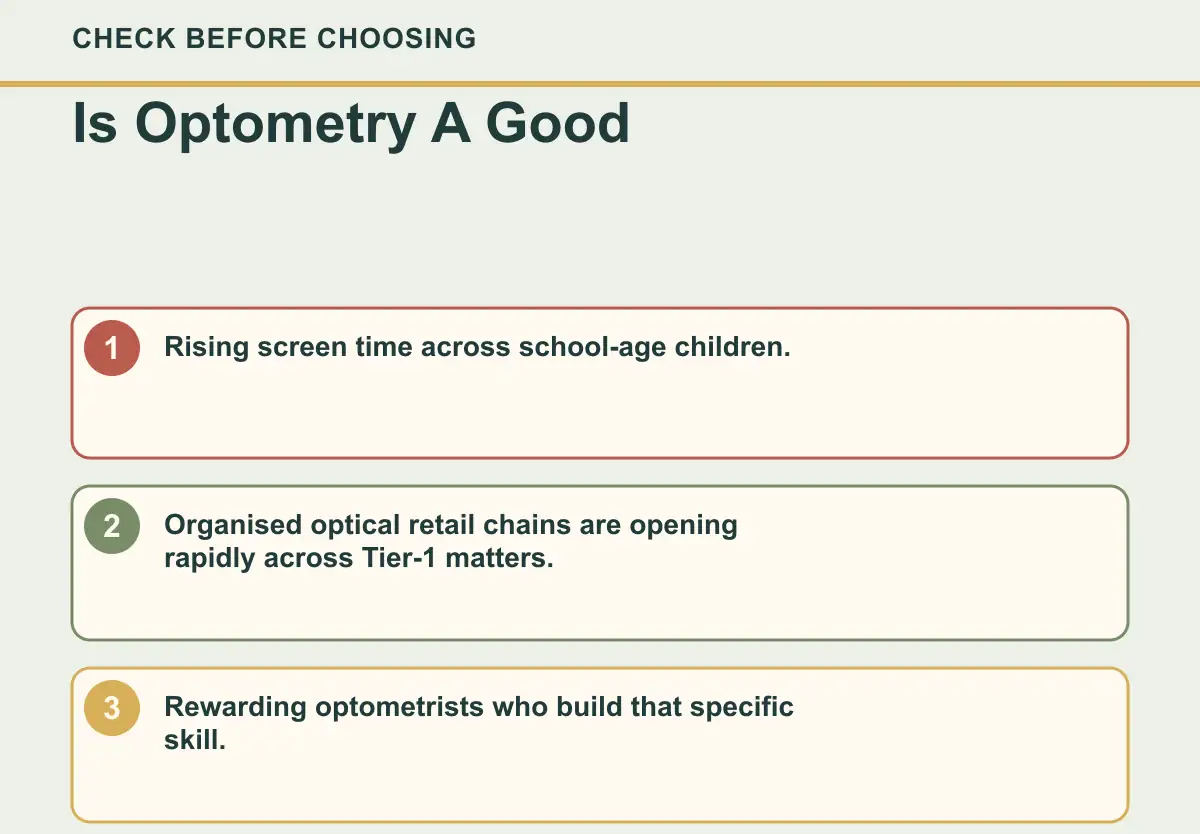 CHECK BEFORE CHOOSING
Is Optometry A Good
1
Rising screen time across school-age children.
2
Organised optical retail chains are opening
rapidly across Tier-1 matters.
3
Rewarding optometrists who build that specific
skill.